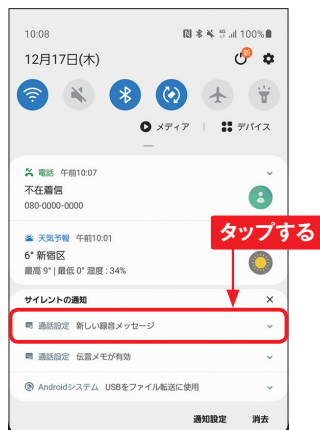 10:08 100%
12月17日(木)
メディア | デバイス
電話 午前10:07
不在着信
080-0000-0000
天気予報 午前10:01
6° 新宿区
最高 9° | 最低 0° 湿度 : 34%
タップする
サイレントの通知 ×
通話設定 新しい録音メッセージ
通話設定 伝言メモが有効
Androidシステム USBをファイル転送に使用
通知設定 消去